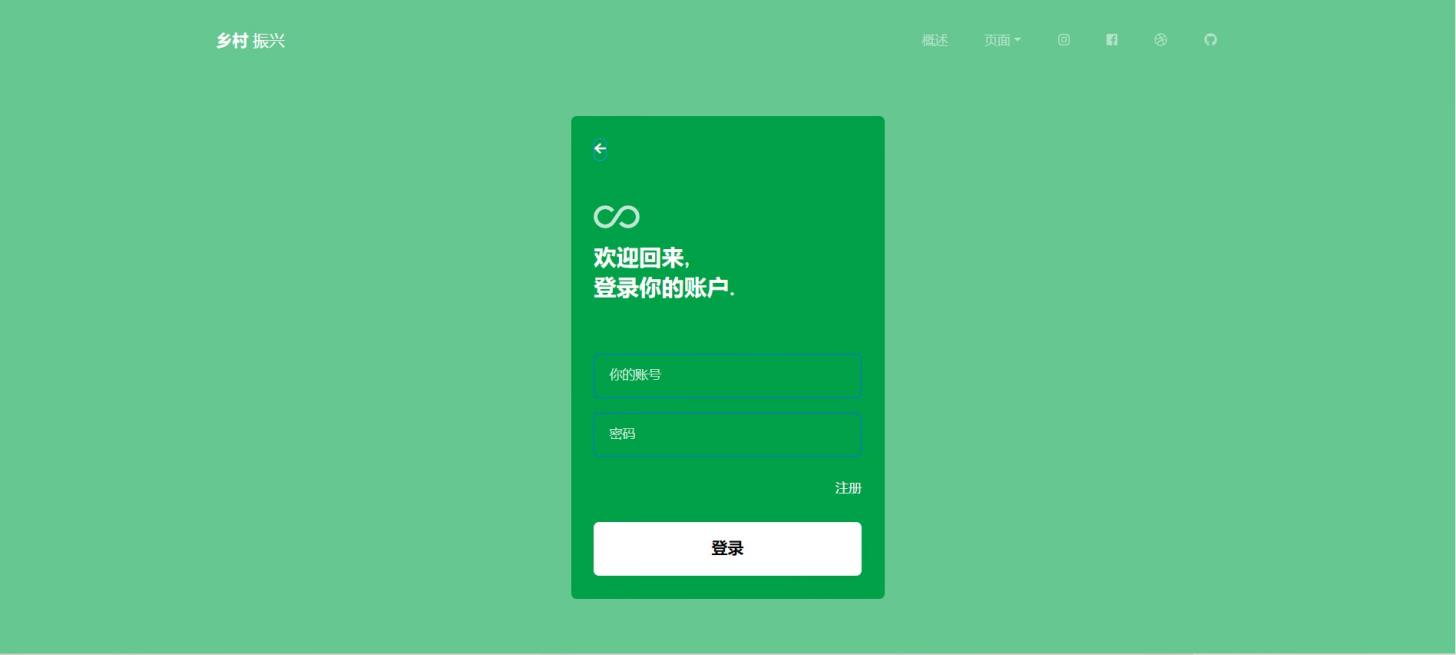 乡村 振兴
概述
页面
欢迎回来,
登录你的账户.
你的账号
密码
注册
登录